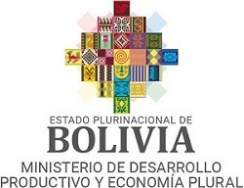 ESTADO PLURINACIONAL DE
BOLIVIA
MINISTERIO DE DESARROLLO
PRODUCTIVO Y ECONOMÍA PLURAL